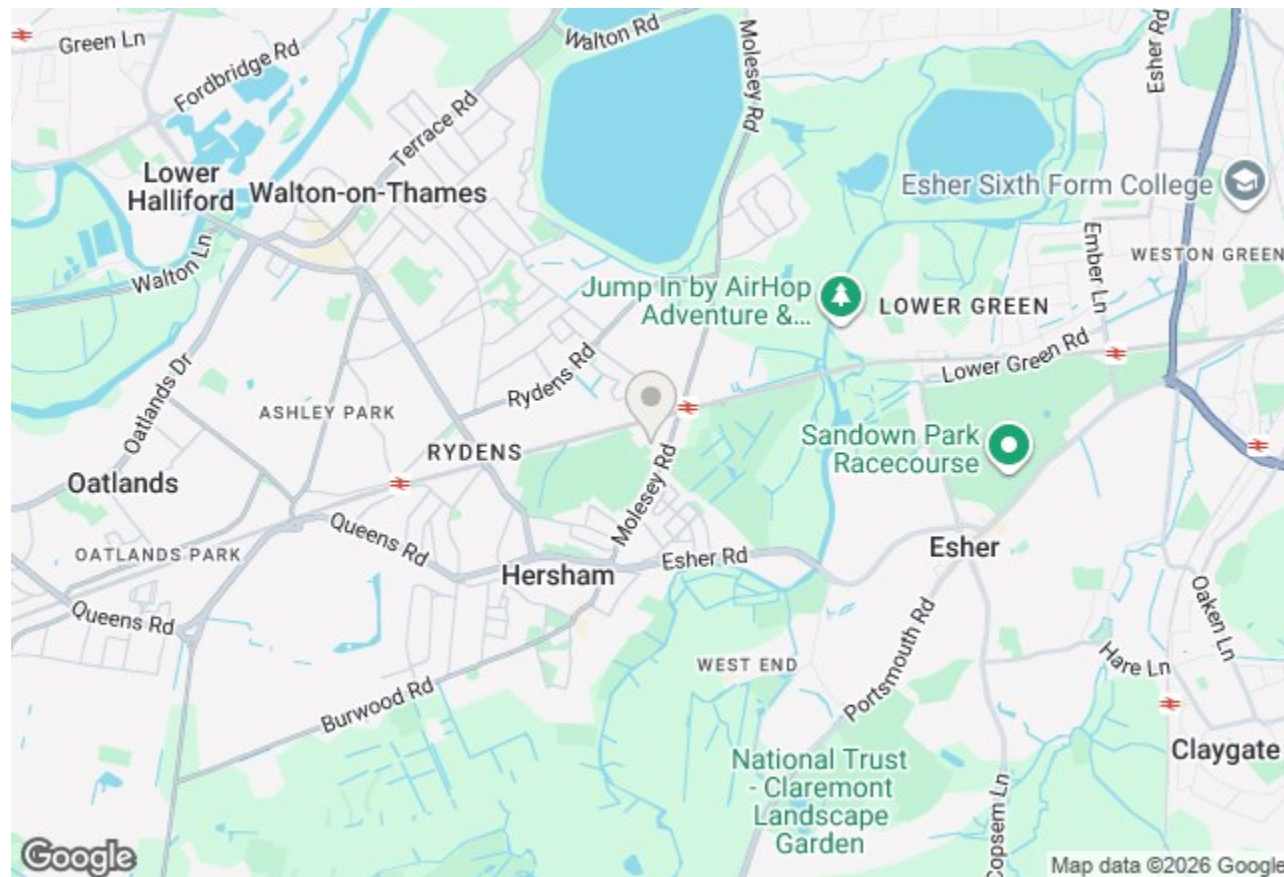 Green Ln
Fordbridge Rd
Walton Rd
Molesey Rd
Esher Rd
Terrace Rd
Lower
Halliford
Walton-on-Thames
Esher Sixth Form College
Walton Ln
Ember Ln
WESTON GREEN
Jump In by AirHop
Adventure &...
LOWER GREEN
Oatlands Dr
Rydens Rd
Lower Green Rd
ASHLEY PARK
RYDENS
Sandown Park
Racecourse
Oatlands
Molesey Rd
Queens Rd
OATLANDS PARK
Esher Rd
Esher
Hersham
Queens Rd
Oaken Ln
Portsmouth Rd
Hare Ln
WEST END
Burwood Rd
Claygate
National Trust
- Claremont
Landscape
Garden
Copsem Ln
Google
Map data ©2026 Google